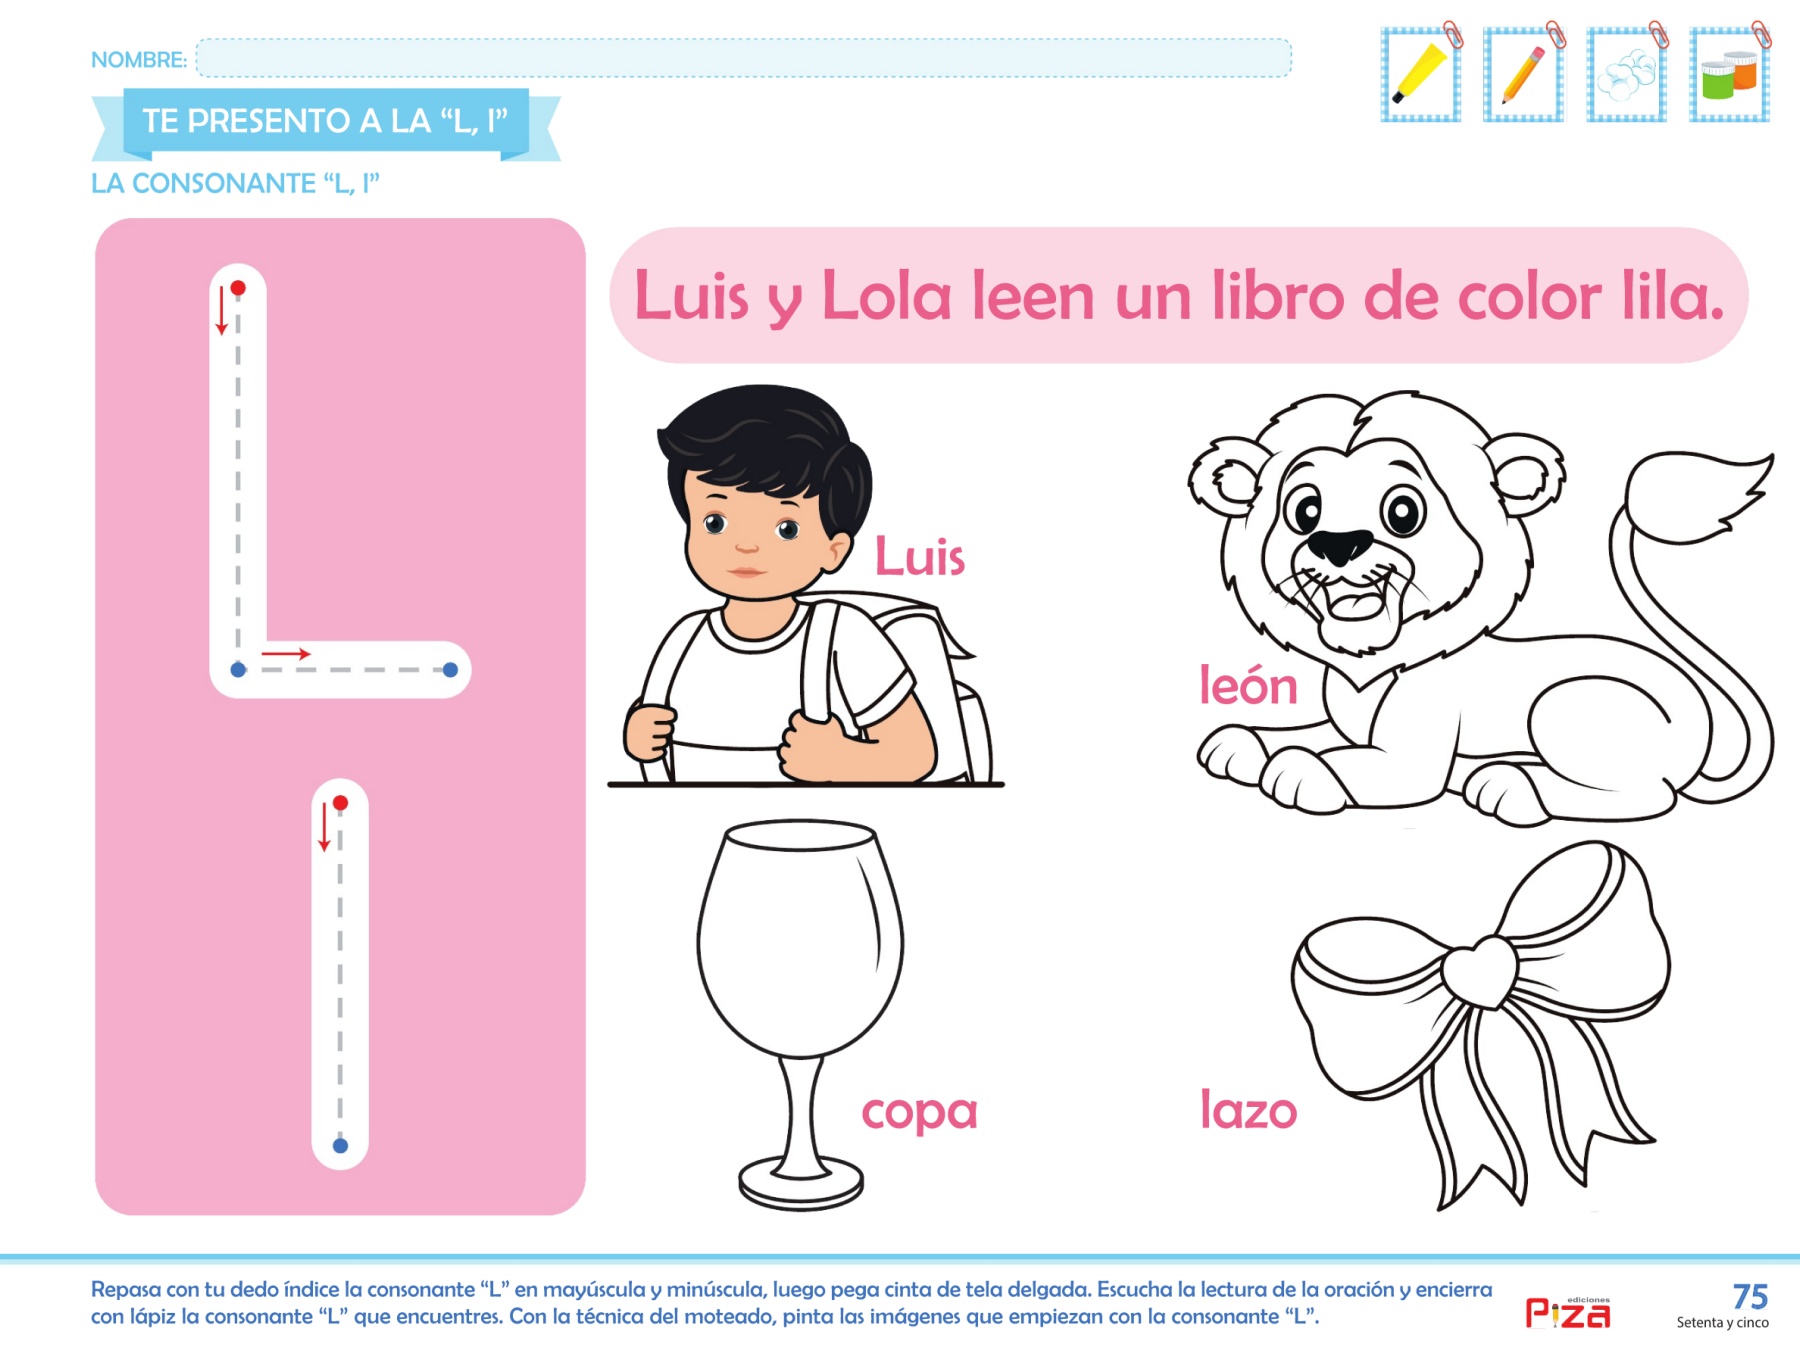 NOMBRE:
TE PRESENTO A LA “L, l”
LA CONSONANTE “L, l”
Luis y Lola leen un libro de color lila.
Luis
león
copa
lazo
Repasa con tu dedo índice la consonante “L” en mayúscula y minúscula, luego pega cinta de tela delgada. Escucha la lectura de la oración y encierra
con lápiz la consonante “L” que encuentres. Con la técnica del moteado, pinta las imágenes que empiezan con la consonante “L”.
ediciones
Piza
75
Setenta y cinco